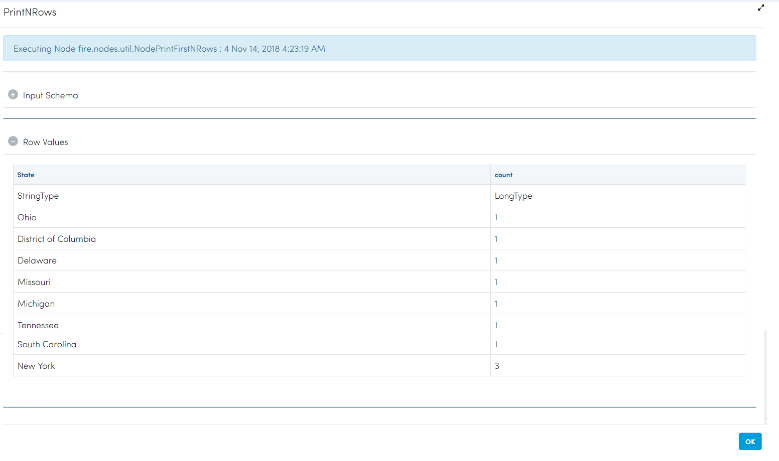 PrintNRows
Executing Node fire.nodes.util.NodePrintFirstNRows : 4 Nov 14, 2018 4:23:19 AM
Input Schema
Row Values
State count
StringType LongType
Ohio 1
District of Columbia 1
Delaware 1
Missouri 1
Michigan 1
Tennessee 1
South Carolina 1
New York 3
OK